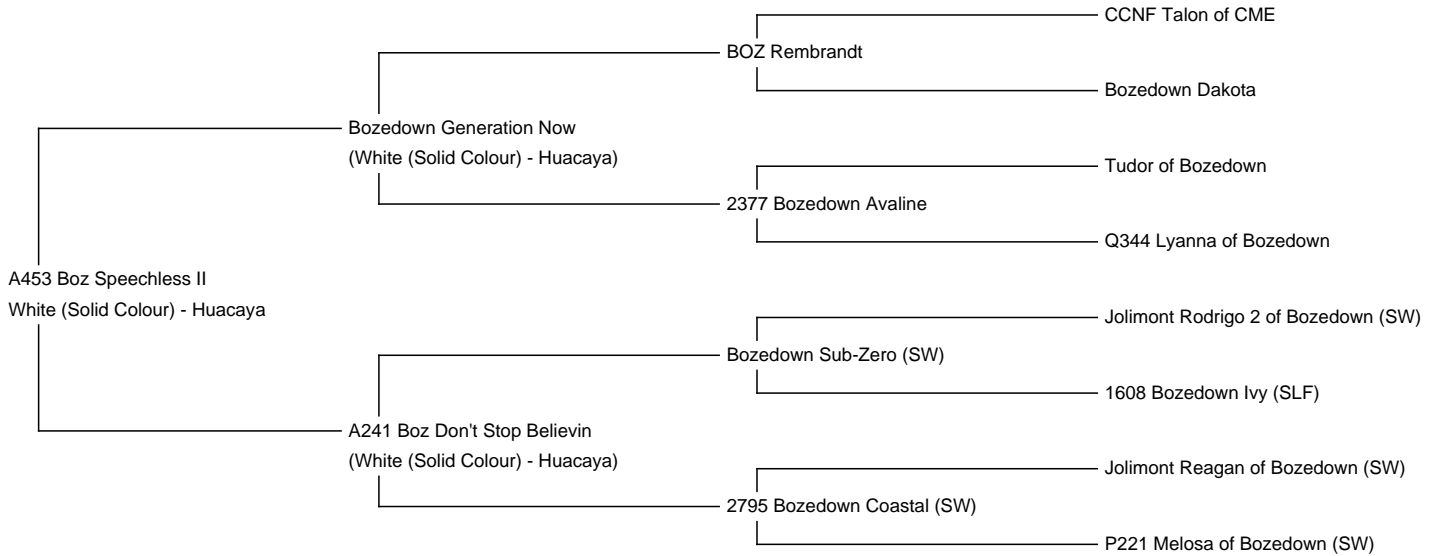 CCNF Talon of CME
BOZ Rembrandt
Bozedown Dakota
Bozedown Generation Now
(White (Solid Colour) - Huacaya)
Tudor of Bozedown
2377 Bozedown Avaline
Q344 Lyanna of Bozedown
A453 Boz Speechless II
White (Solid Colour) - Huacaya
Jolimont Rodrigo 2 of Bozedown (SW)
Bozedown Sub-Zero (SW)
1608 Bozedown Ivy (SLF)
A241 Boz Don't Stop Believin
(White (Solid Colour) - Huacaya)
Jolimont Reagan of Bozedown (SW)
2795 Bozedown Coastal (SW)
P221 Melosa of Bozedown (SW)